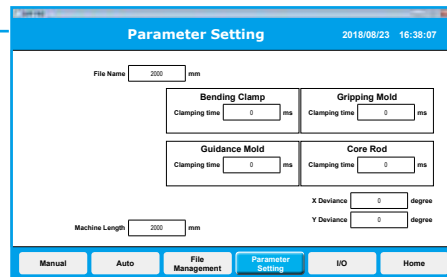 Parameter Setting 2018/08/23 16:38:07
File Name 2000 mm
Bending Clamp Gripping Mold
Clamping time 0 ms Clamping time 0 ms
Guidance Mold Core Rod
Clamping time 0 ms Clamping time 0 ms
X Deviance 0 degree
Y Deviance 0 degree
Machine Length 2000 mm
Manual Auto File Management Parameter Setting I/O Home